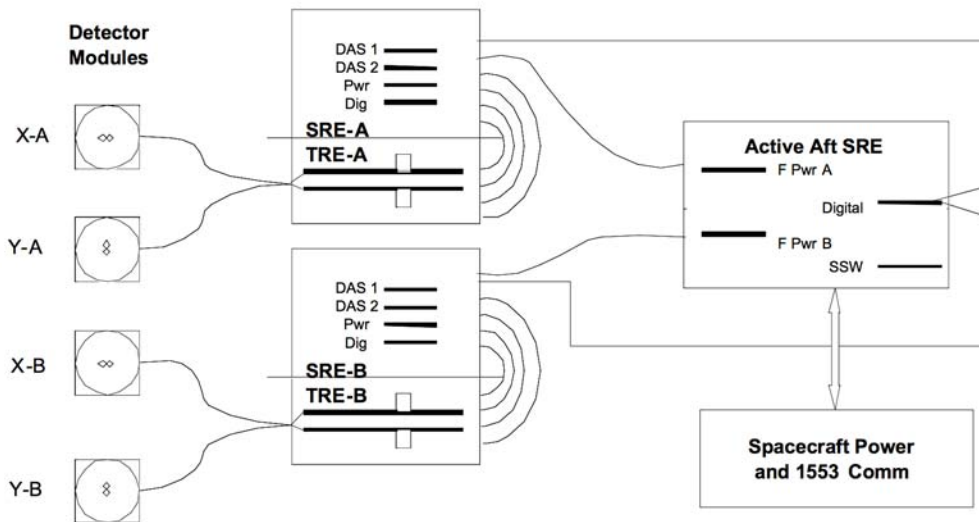 Detector
Modules
X-A
Y-A
X-B
Y-B
DAS 1
DAS 2
Pwr
Dig
SRE-A
TRE-A
DAS 1
DAS 2
Pwr
Dig
SRE-B
TRE-B
Active Aft SRE
F Pwr A
Digital
F Pwr B
SSW
Spacecraft Power
and 1553 Comm